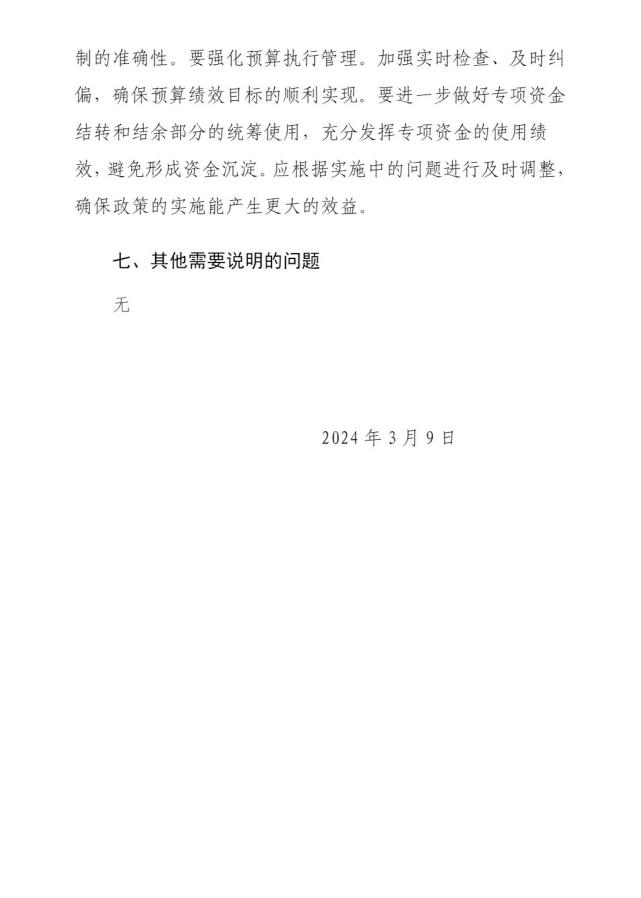 制的准确性。要强化预算执行管理。加强实时检查、及时纠
偏，确保预算绩效目标的顺利实现。要进一步做好专项资金
结转和结余部分的统筹使用，充分发挥专项资金的使用绩
效，避免形成资金沉淀。应根据实施中的问题进行及时调整，
确保政策的实施能产生更大的效益。
七、其他需要说明的问题
无
2024 年 3 月 9 日